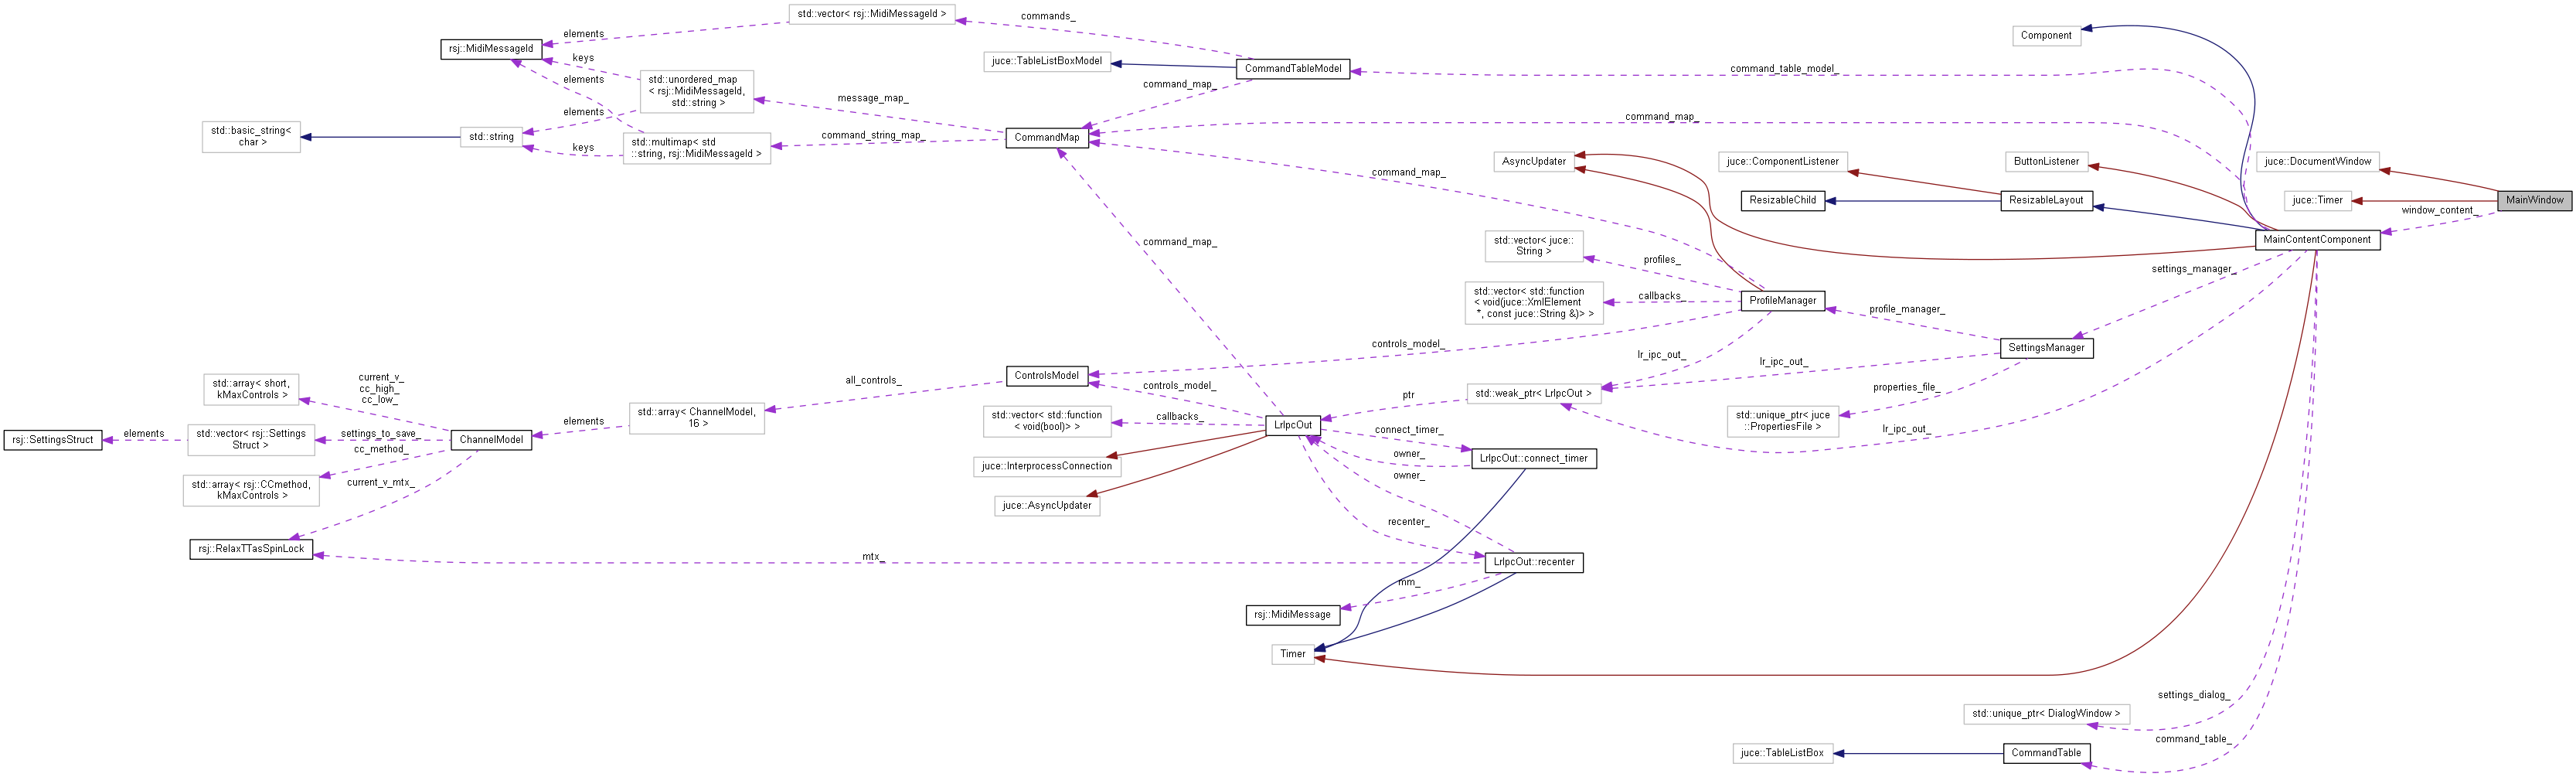 std::vector< rsj::MidiMessageId >
commands_
elements
rsj::MidiMessageId
keys
elements
juce::TableListBoxModel
CommandTableModel
Component
command_table_model_
std::unordered_map
< rsj::MidiMessageId,
std::string >
message_map_
command_map_
elements
std::basic_string<
char >
std::string
keys
std::multimap< std
::string, rsj::MidiMessageId >
command_string_map_
CommandMap
command_map_
AsyncUpdater
juce::ComponentListener
ButtonListener
juce::DocumentWindow
command_map_
ResizableChild
ResizableLayout
juce::Timer
MainWindow
window_content_
std::vector< juce::
String >
profiles_
MainContentComponent
command_map_
settings_manager_
std::vector< std::function
< void(juce::XmlElement
*, const juce::String &)> >
callbacks_
ProfileManager
profile_manager_
controls_model_
lr_ipc_out_
lr_ipc_out_
SettingsManager
std::array< short,
kMaxControls >
current_v_
cc_high_
cc_low_
all_controls_
ControlsModel
controls_model_
ptr
std::weak_ptr< LrIpcOut >
properties_file_
std::unique_ptr< juce
::PropertiesFile >
lr_ipc_out_
std::array< ChannelModel,
16 >
elements
std::vector< std::function
< void(bool)> >
callbacks_
LrIpcOut
connect_timer_
rsj::SettingsStruct
elements
std::vector< rsj::Settings
Struct >
settings_to_save_
ChannelModel
cc_method_
owner_
LrIpcOut::connect_timer
juce::InterprocessConnection
owner_
std::array< rsj::CCmethod,
kMaxControls >
current_v_mtx_
juce::AsyncUpdater
recenter_
rsj::RelaxTTasSpinLock
mtx_
LrIpcOut::recenter
mm_
rsj::MidiMessage
Timer
settings_dialog_
std::unique_ptr< DialogWindow >
command_table_
juce::TableListBox
CommandTable